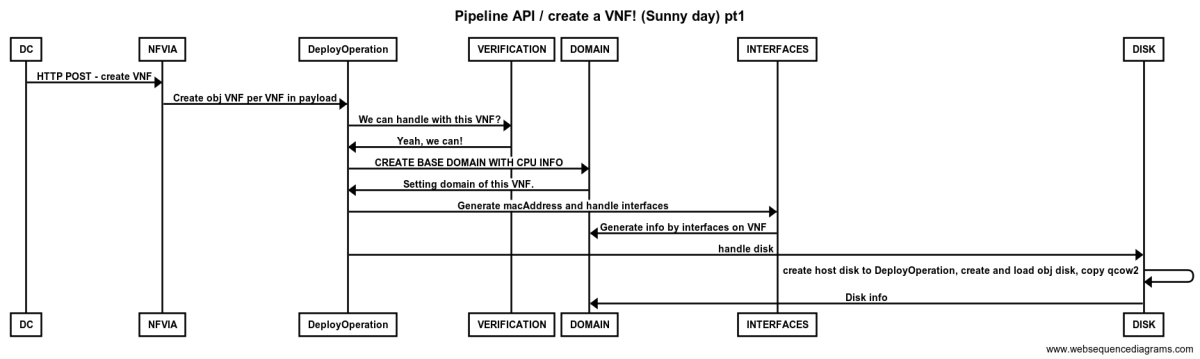 Pipeline API / create a VNF! (Sunny day) pt1
DC NFVIA DeployOperation VERIFICATION DOMAIN INTERFACES DISK
HTTP POST - create VNF
Create obj VNF per VNF in payload
We can handle with this VNF?
Yeah, we can!
CREATE BASE DOMAIN WITH CPU INFO
Setting domain of this VNF.
Generate macAddress and handle interfaces
Generate info by interfaces on VNF
handle disk
create host disk to DeployOperation, create and load obj disk, copy qcow2
Disk info
DC NFVIA DeployOperation VERIFICATION DOMAIN INTERFACES DISK
www.websequencediagrams.com